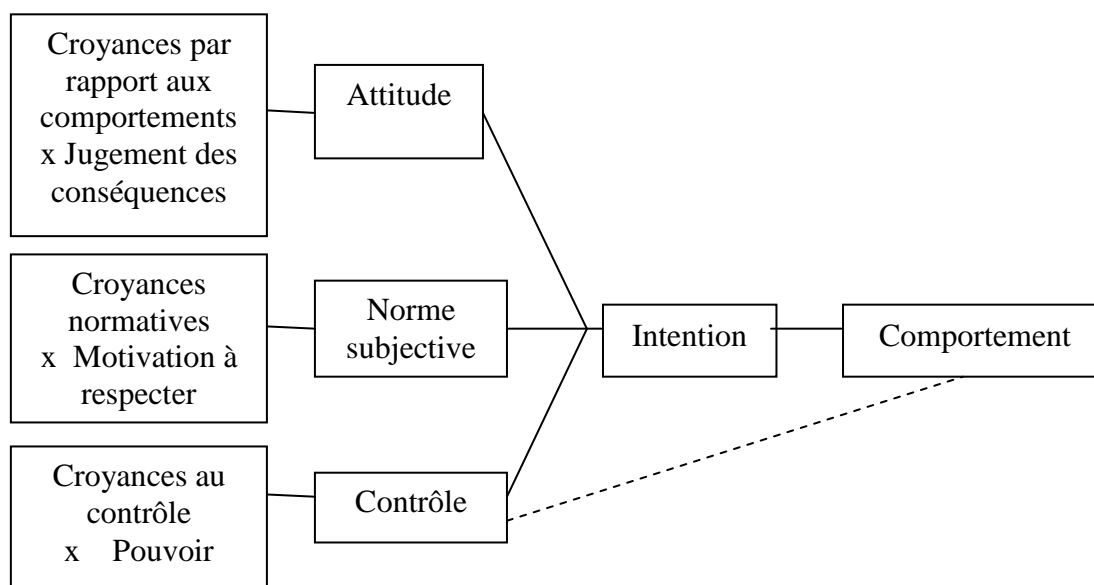 Croyances par
rapport aux
comportements
x Jugement des
conséquences
Attitude
Croyances
normatives
x Motivation à
respecter
Norme
subjective
Intention
Comportement
Croyances au
contrôle
x Pouvoir
Contrôle